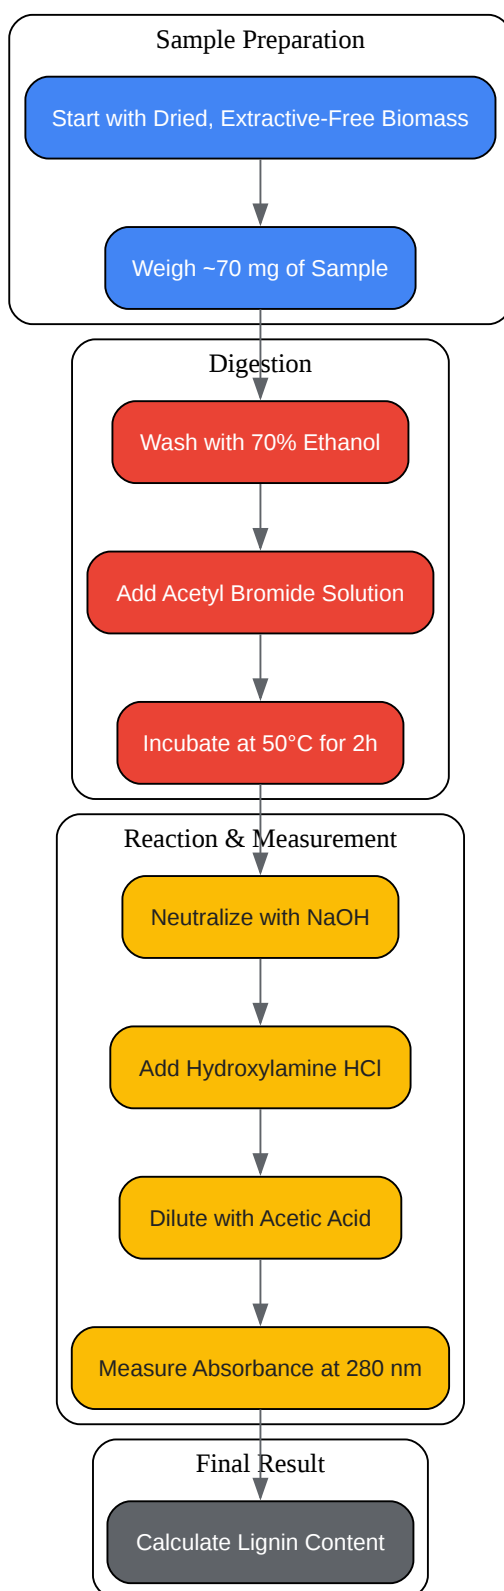 Sample Preparation
Start with Dried, Extractive-Free Biomass
Weigh ~70 mg of Sample
Digestion
Wash with 70% Ethanol
Add Acetyl Bromide Solution
Incubate at 50°C for 2h
Reaction & Measurement
Neutralize with NaOH
Add Hydroxylamine HCl
Dilute with Acetic Acid
Measure Absorbance at 280 nm
Final Result
Calculate Lignin Content